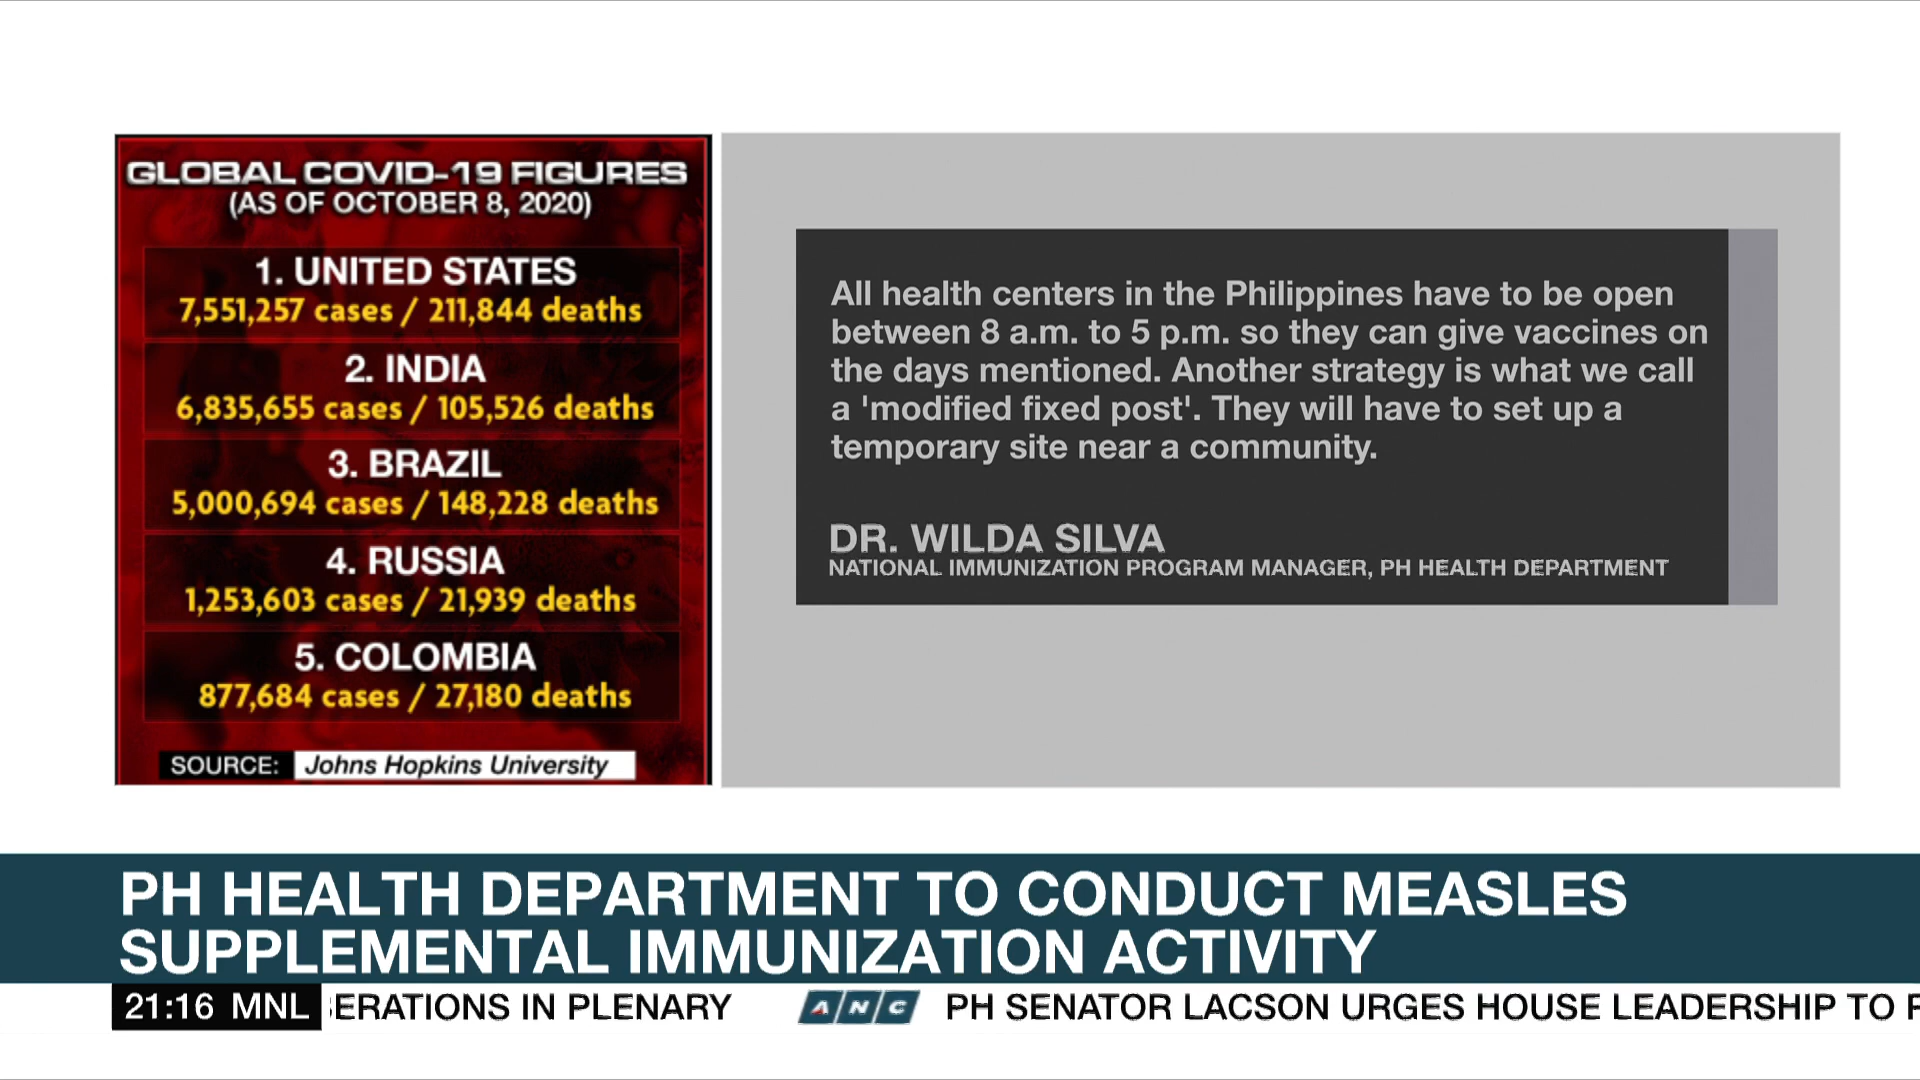 GLOBAL COVID-19 FIGURES
(AS OF OCTOBER 8, 2020)
1. UNITED STATES
7,551,257 cases / 211,844 deaths
2. INDIA
6,835,655 cases / 105,526 deaths
3. BRAZIL
5,000,694 cases / 148,228 deaths
4. RUSSIA
1,253,603 cases / 21,939 deaths
5. COLOMBIA
877,684 cases / 27,180 deaths
SOURCE: Johns Hopkins University
All health centers in the Philippines have to be open
between 8 a.m. to 5 p.m. so they can give vaccines on
the days mentioned. Another strategy is what we call
a 'modified fixed post'. They will have to set up a
temporary site near a community.
DR. WILDA SILVA
NATIONAL IMMUNIZATION PROGRAM MANAGER, PH HEALTH DEPARTMENT
PH HEALTH DEPARTMENT TO CONDUCT MEASLES
SUPPLEMENTAL IMMUNIZATION ACTIVITY
21:16 MNL ERATIONS IN PLENARY ANC PH SENATOR LACSON URGES HOUSE LEADERSHIP TO